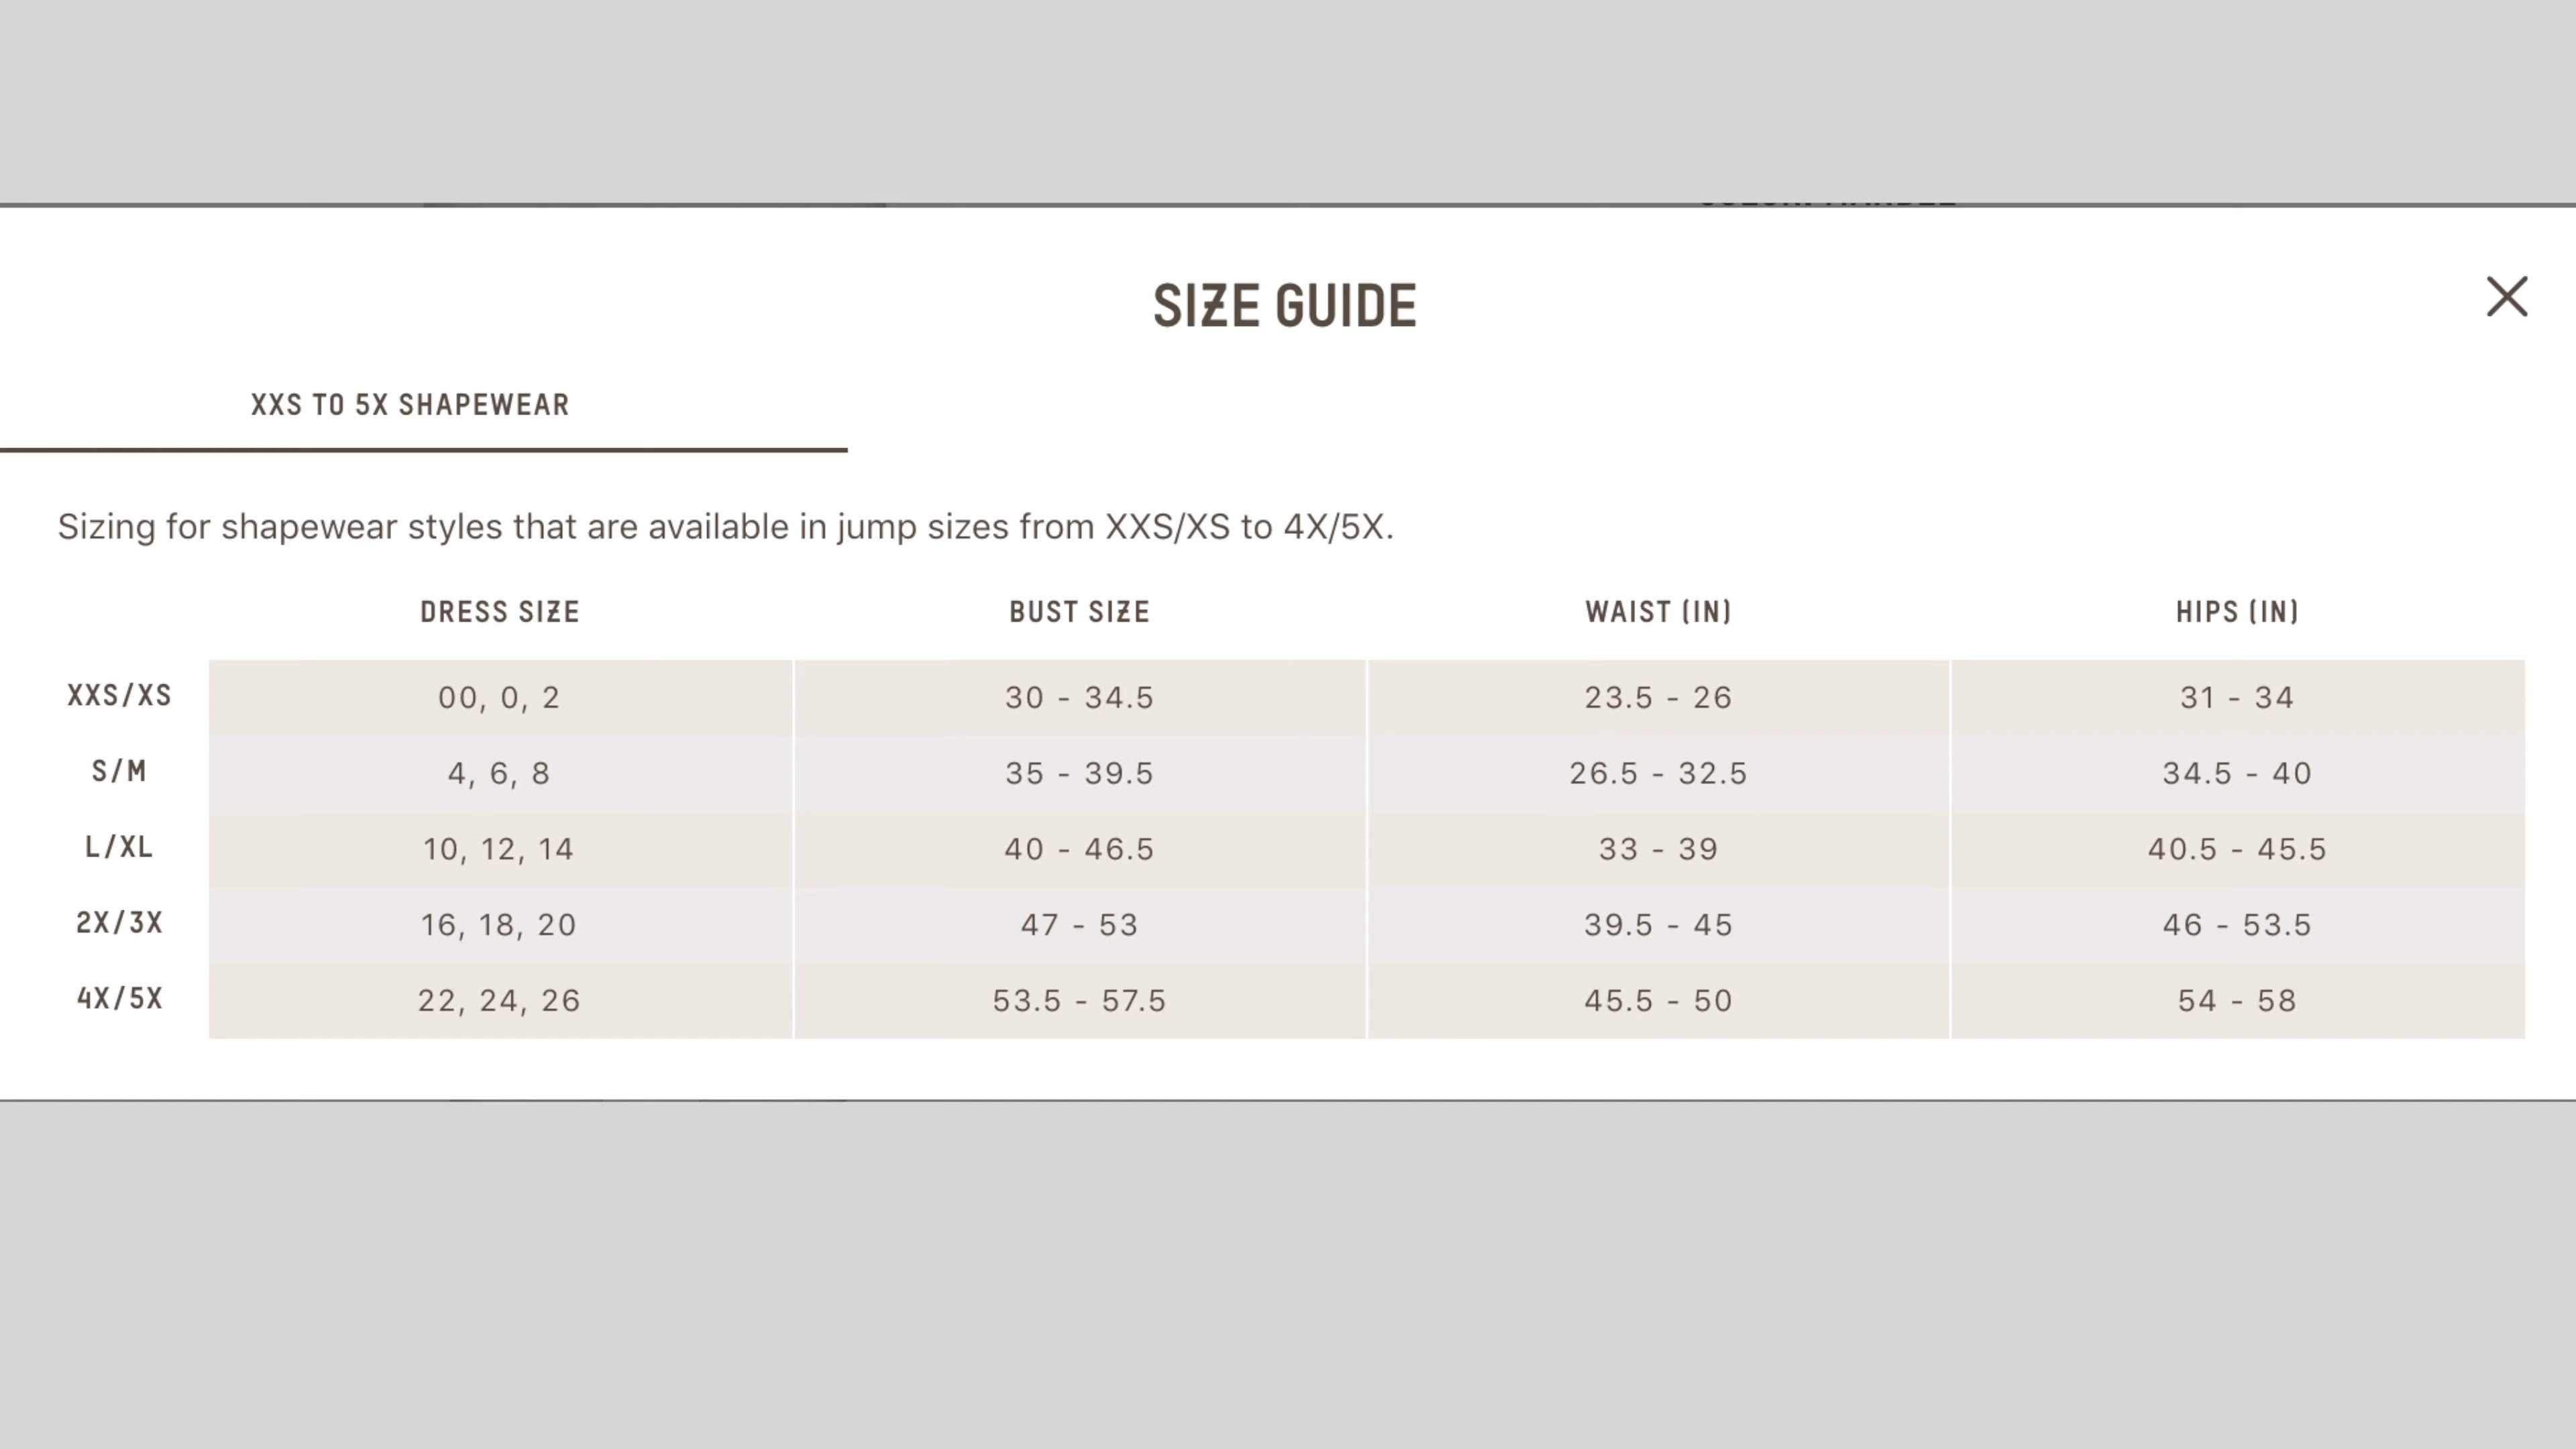 SIZE GUIDE
XXS TO 5X SHAPEWEAR
Sizing for shapewear styles that are available in jump sizes from XXS/XS to 4X/5X.
DRESS SIZE BUST SIZE WAIST (IN) HIPS (IN)
XXS/XS 00, 0, 2 30 - 34.5 23.5 - 26 31 - 34
S/M 4, 6, 8 35 - 39.5 26.5 - 32.5 34.5 - 40
L/XL 10, 12, 14 40 - 46.5 33 - 39 40.5 - 45.5
2X/3X 16, 18, 20 47 - 53 39.5 - 45 46 - 53.5
4X/5X 22, 24, 26 53.5 - 57.5 45.5 - 50 54 - 58